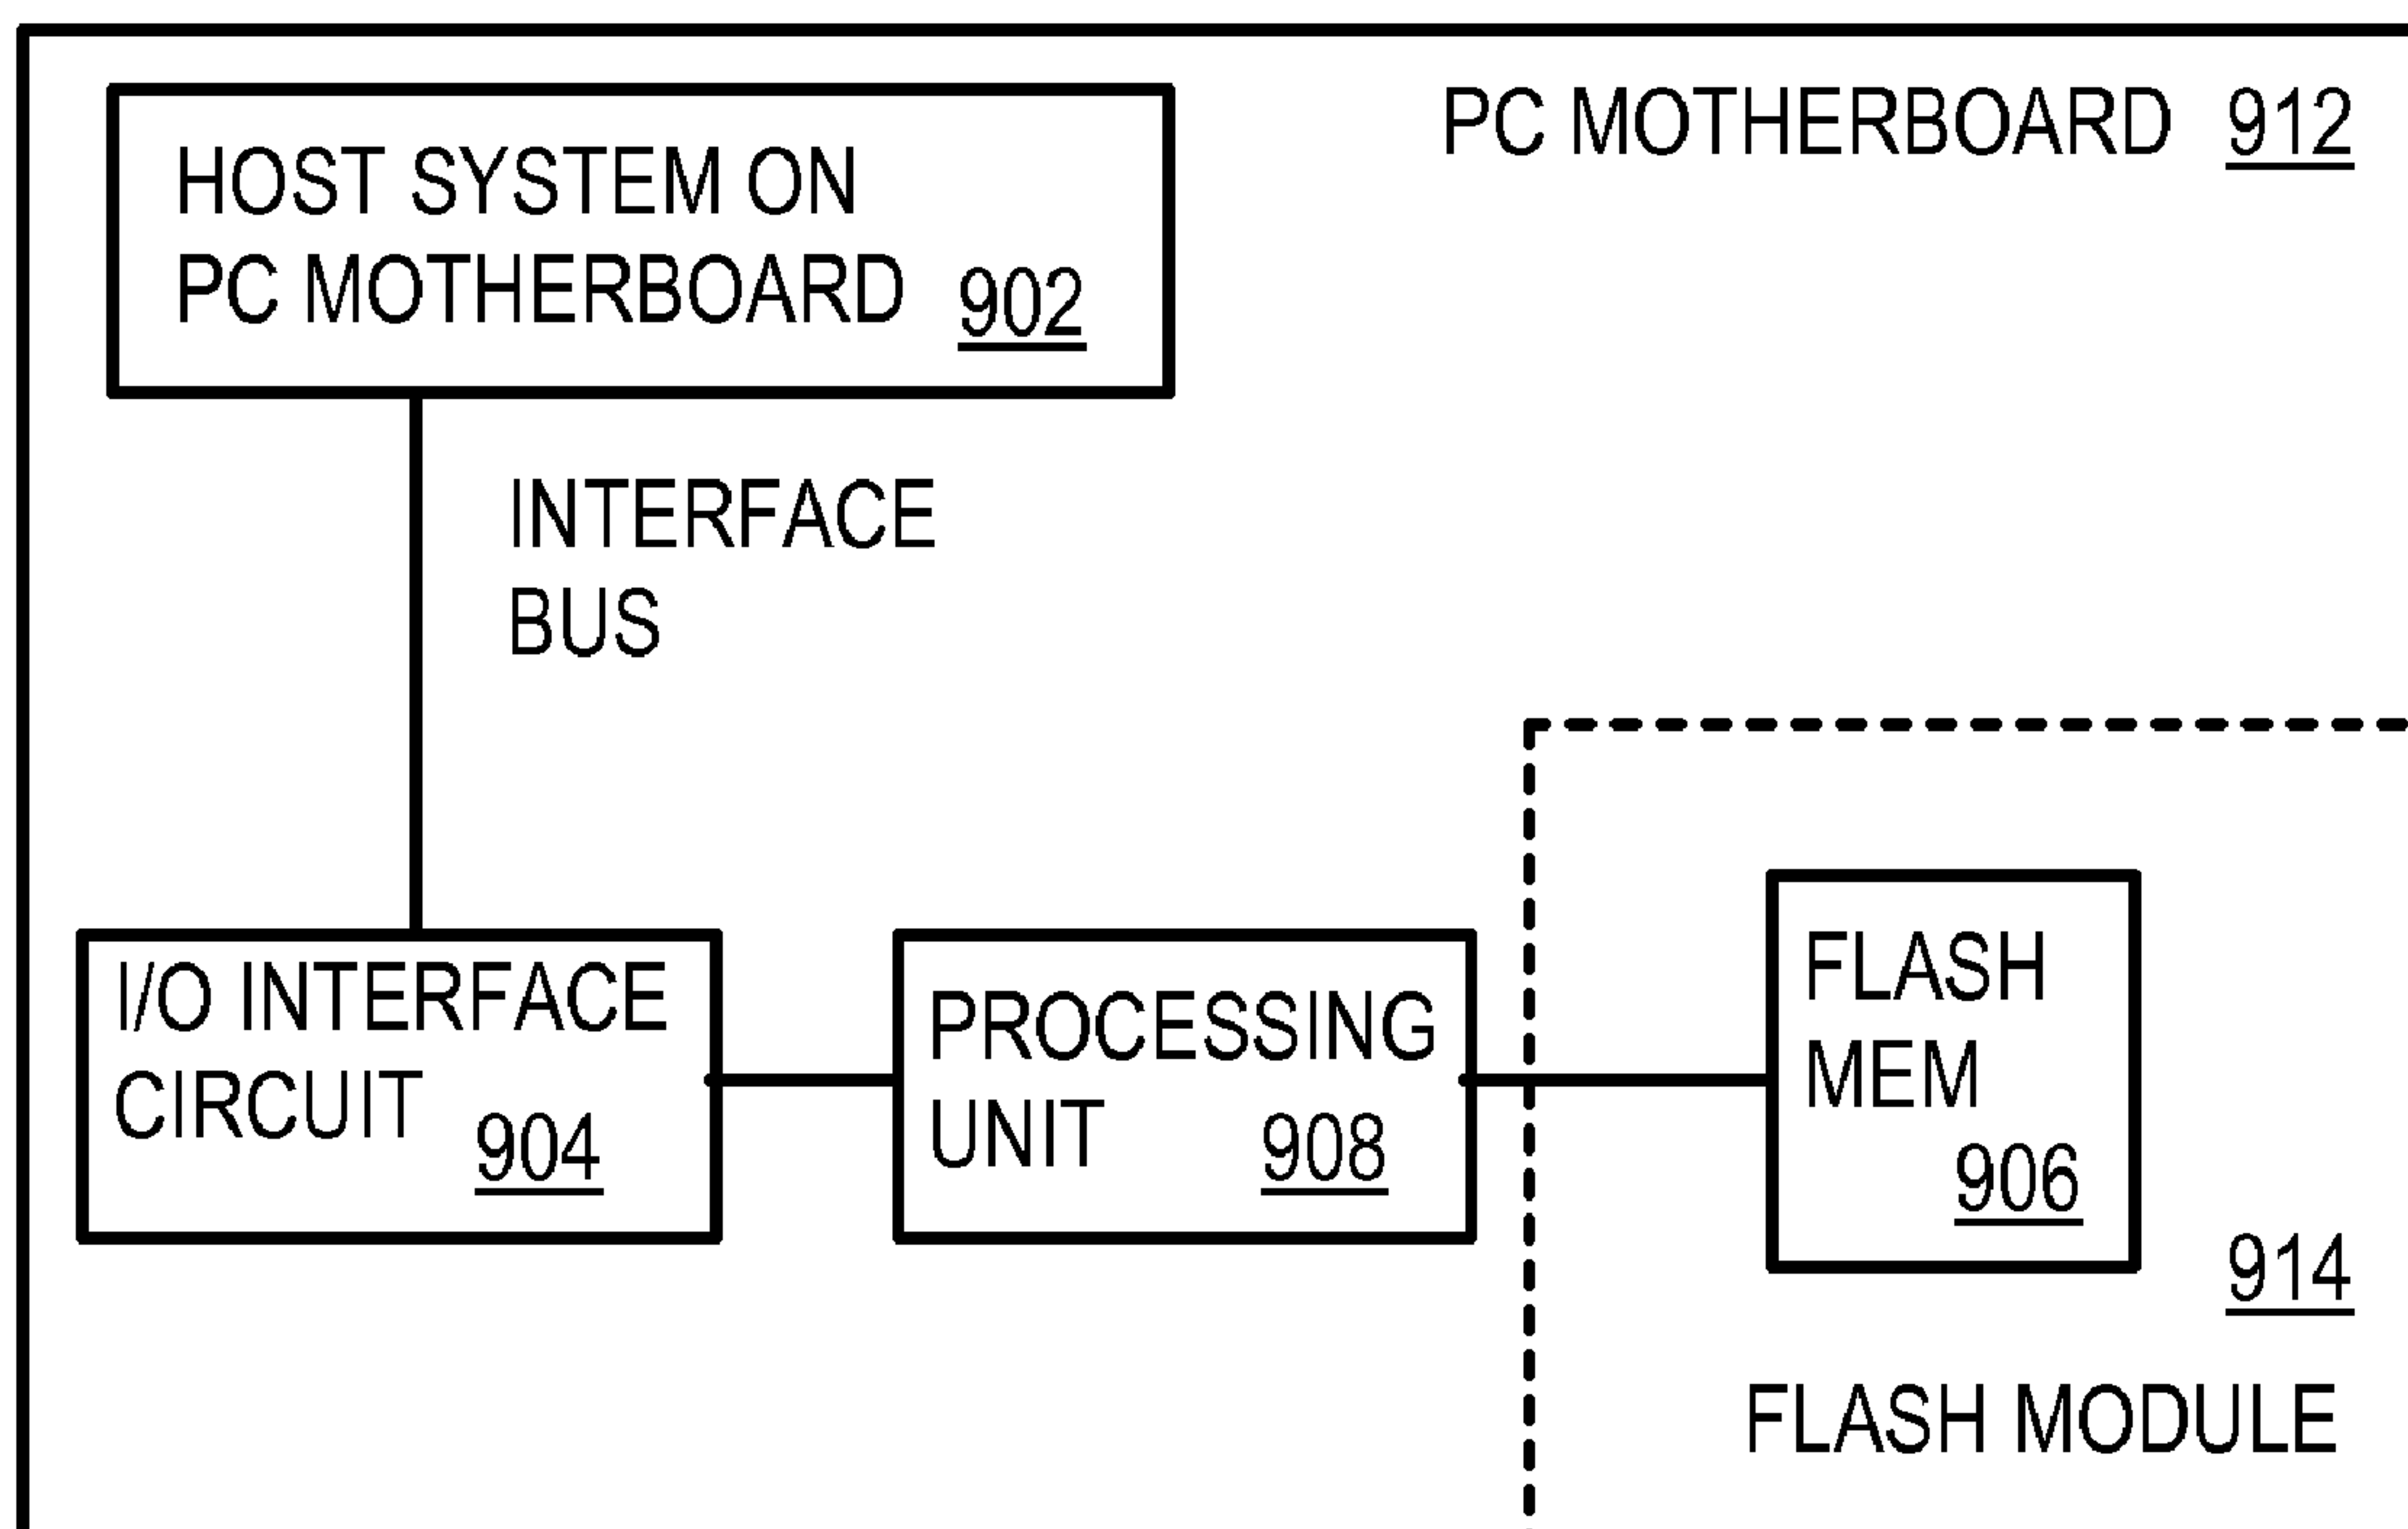 PC MOTHERBOARD 912
HOST SYSTEM ON
PC MOTHERBOARD 902
INTERFACE
BUS
I/O INTERFACE
CIRCUIT
904
PROCESSING
UNIT
908
FLASH
MEM
906
914
FLASH MODULE